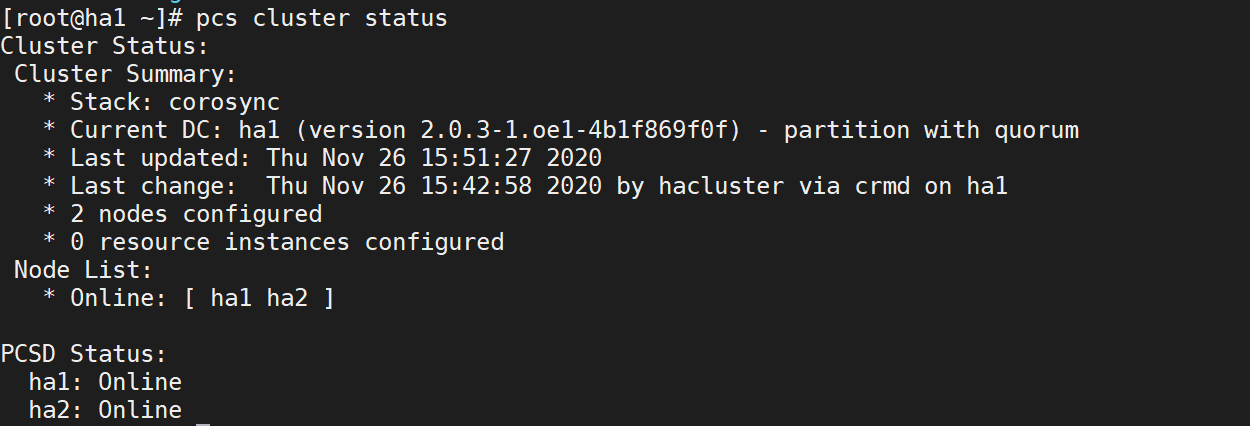 [root@ha1 ~]# pcs cluster status
Cluster Status:
 Cluster Summary:
   * Stack: corosync
   * Current DC: ha1 (version 2.0.3-1.oe1-4b1f869f0f) - partition with quorum
   * Last updated: Thu Nov 26 15:51:27 2020
   * Last change:  Thu Nov 26 15:42:58 2020 by hacluster via crmd on ha1
   * 2 nodes configured
   * 0 resource instances configured
 Node List:
   * Online: [ ha1 ha2 ]

PCSD Status:
  ha1: Online
  ha2: Online